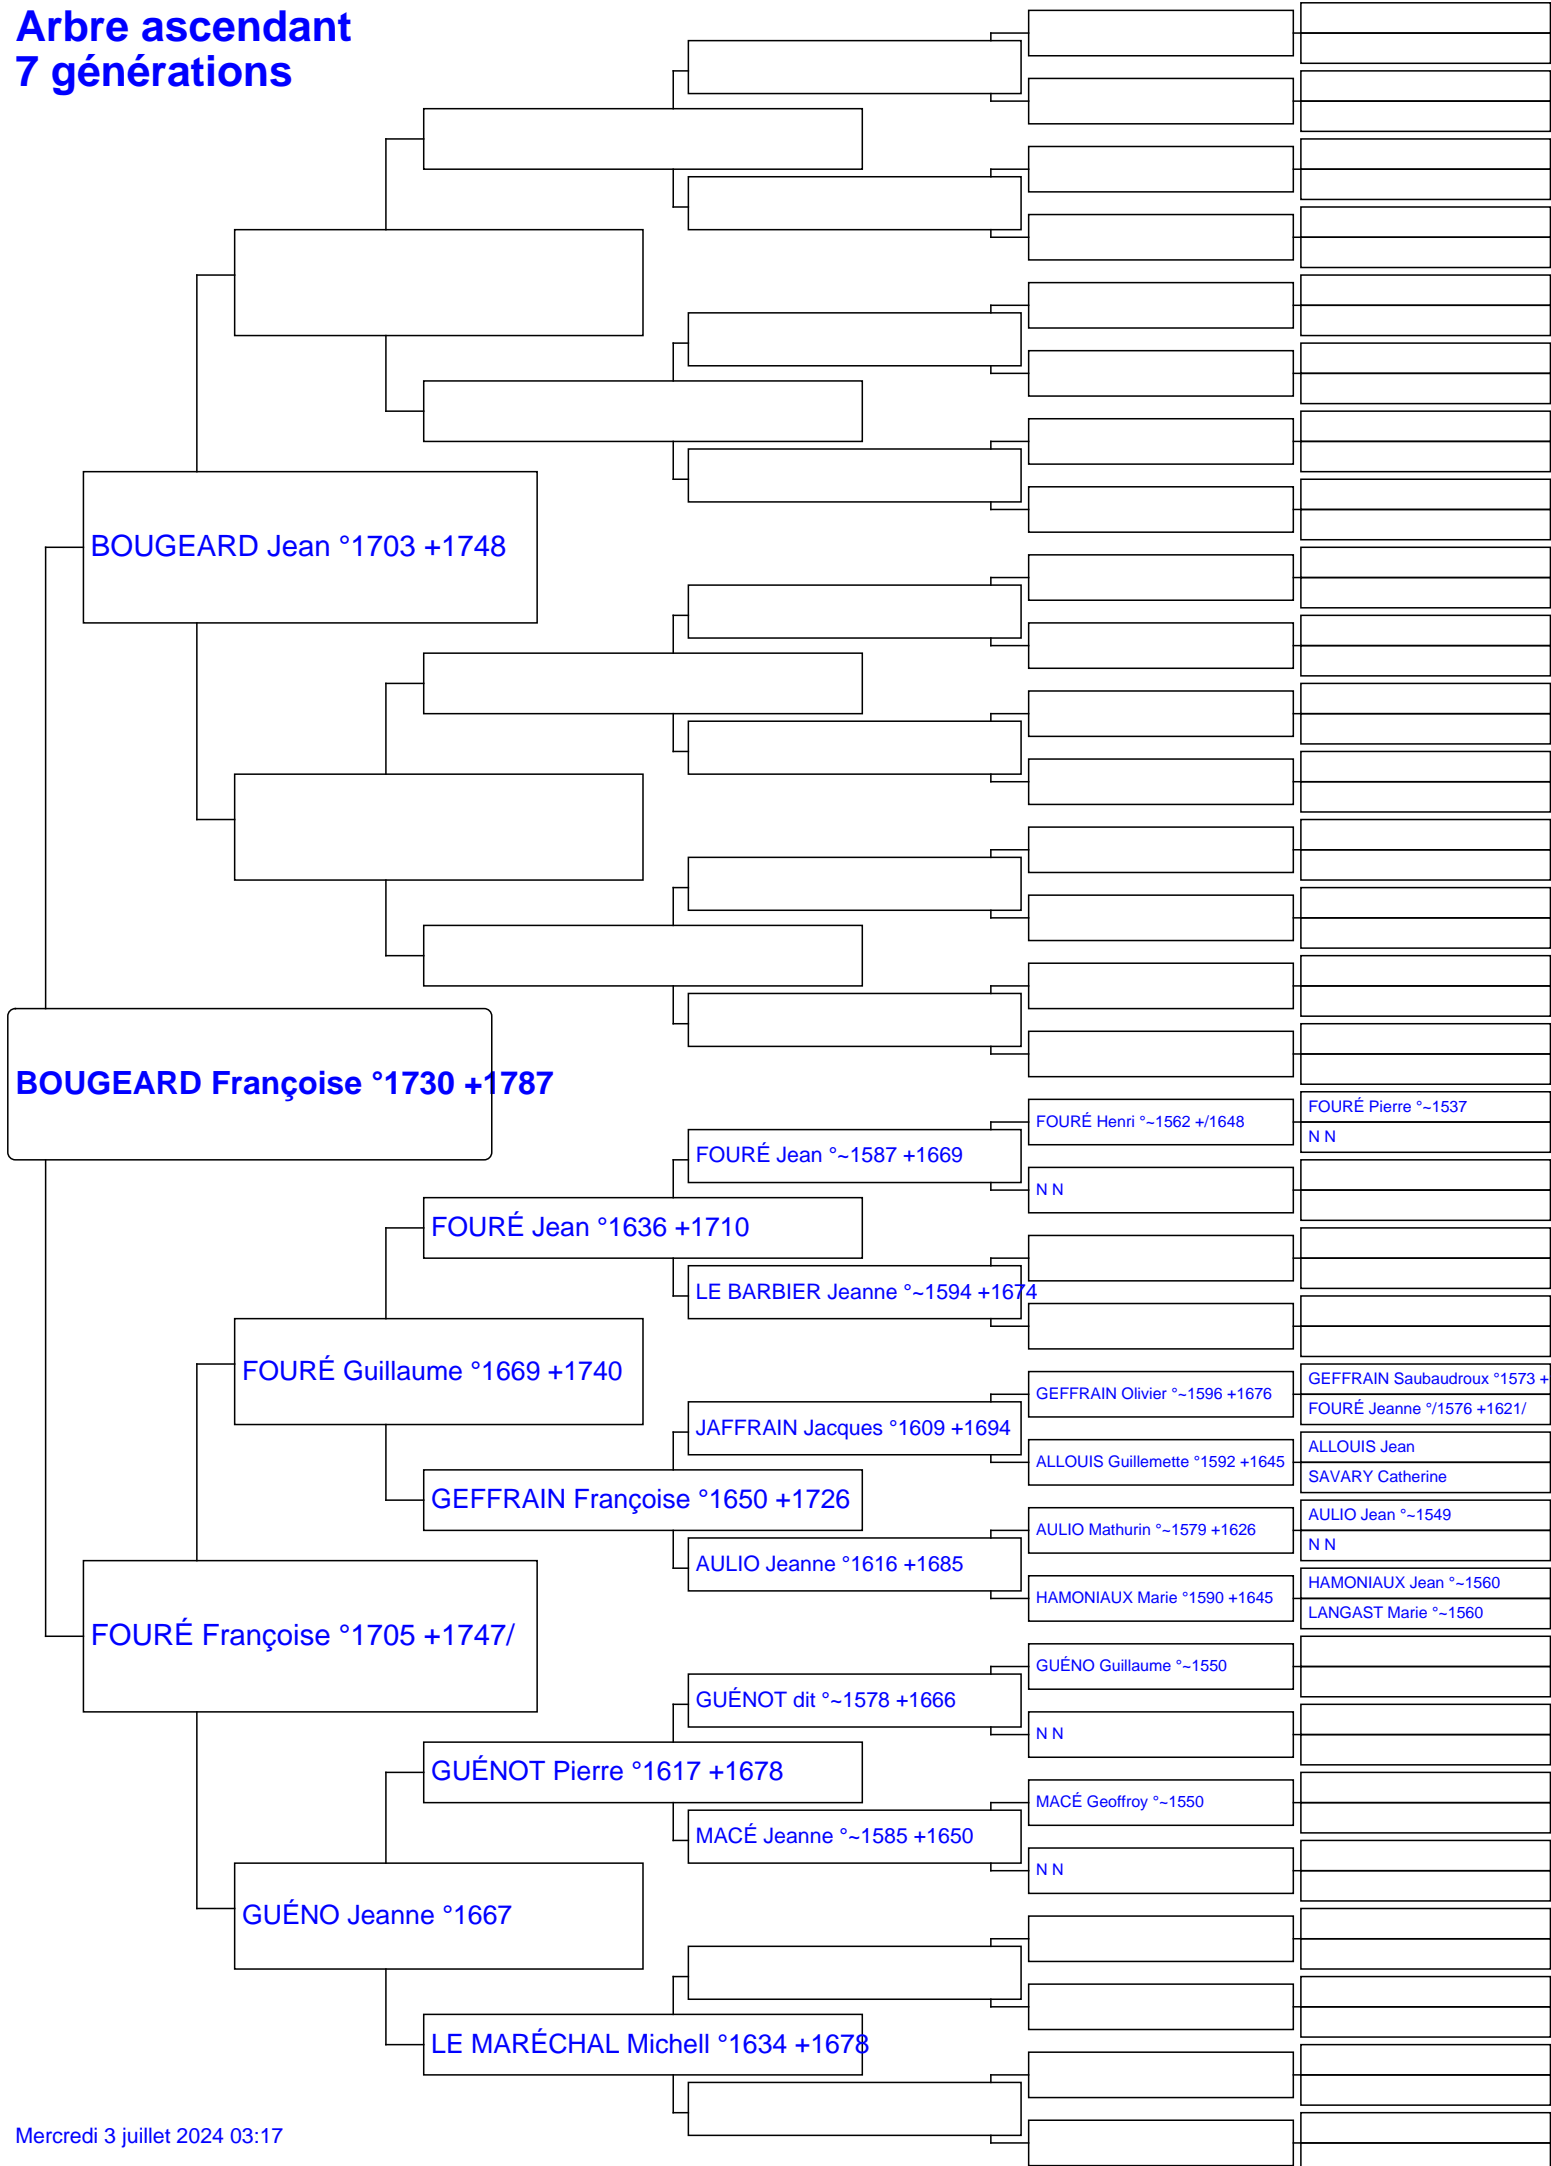 Arbre ascendant
7 générations
BOUGEARD Jean °1703 +1748
BOUGEARD Françoise °1730 +1787
FOURÉ Pierre °~1537
FOURÉ Henri °~1562 +/1648
N N
FOURÉ Jean °~1587 +1669
N N
FOURÉ Jean °1636 +1710
LE BARBIER Jeanne °~1594 +1674
FOURÉ Guillaume °1669 +1740
GEFFRAIN Saubaudroux °1573 +
GEFFRAIN Olivier °~1596 +1676
FOURÉ Jeanne °/1576 +1621/
JAFFRAIN Jacques °1609 +1694
ALLOUIS Jean
ALLOUIS Guillemette °1592 +1645
SAVARY Catherine
GEFFRAIN Françoise °1650 +1726
AULIO Jean °~1549
AULIO Mathurin °~1579 +1626
N N
AULIO Jeanne °1616 +1685
HAMONIAUX Jean °~1560
HAMONIAUX Marie °1590 +1645
LANGAST Marie °~1560
FOURÉ Françoise °1705 +1747/
GUÉNO Guillaume °~1550
GUÉNOT dit °~1578 +1666
N N
GUÉNOT Pierre °1617 +1678
MACÉ Geoffroy °~1550
MACÉ Jeanne °~1585 +1650
N N
GUÉNO Jeanne °1667
LE MARÉCHAL Michell °1634 +1678
Mercredi 3 juillet 2024 03:17